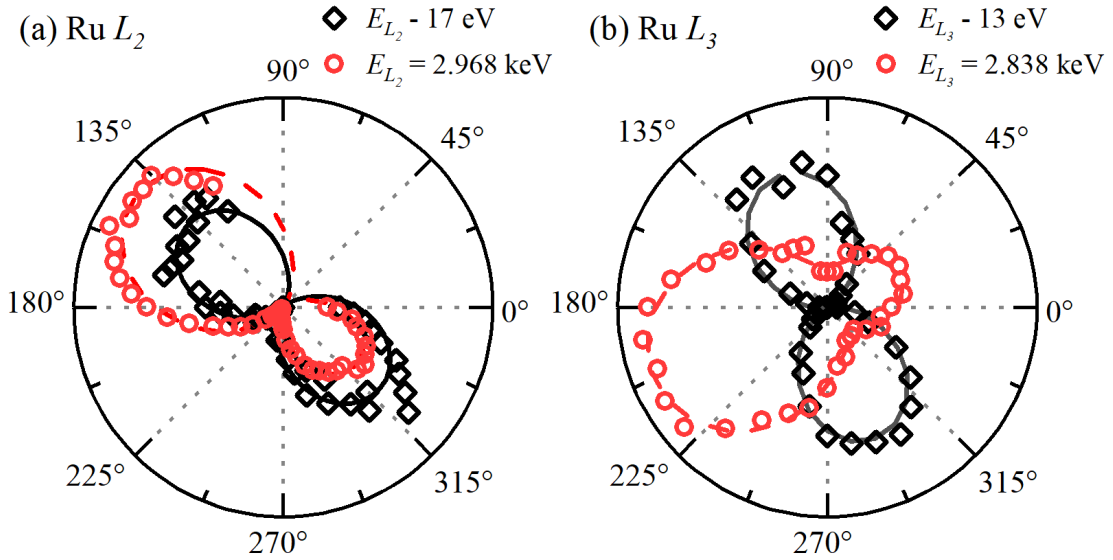 (a) Ru L₂
E_L₂ - 17 eV
E_L₂ = 2.968 keV
90°
135°
45°
180°
0°
225°
315°
270°
(b) Ru L₃
E_L₃ - 13 eV
E_L₃ = 2.838 keV
90°
135°
45°
180°
0°
225°
315°
270°